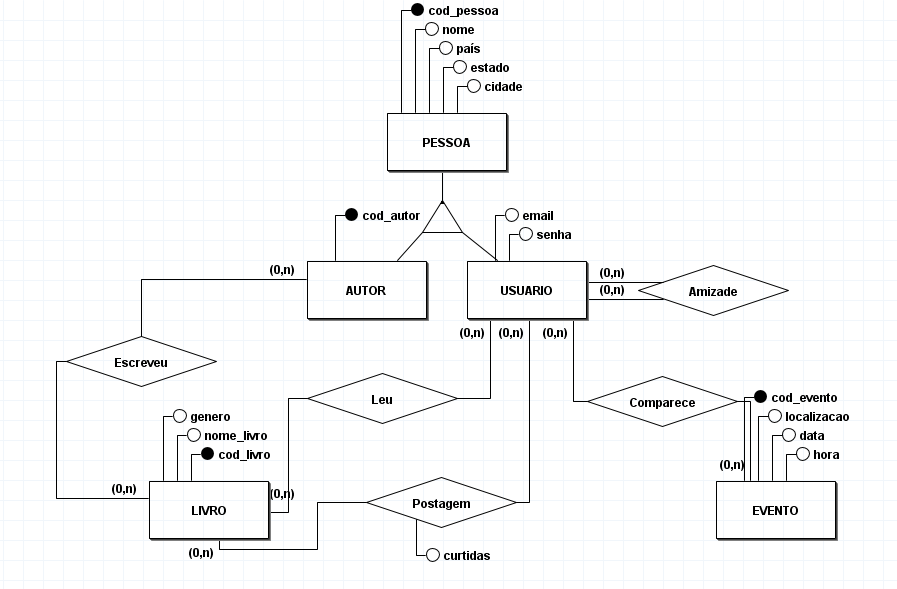 cod_pessoa
nome
país
estado
cidade
PESSOA
cod_autor
email
senha
(0,n)
AUTOR
USUARIO
(0,n)
(0,n)
Amizade
(0,n)
(0,n)
(0,n)
Escreveu
Leu
Comparece
cod_evento
localizacao
data
hora
genero
nome_livro
cod_livro
(0,n)
(0,n)
(0,n)
LIVRO
Postagem
EVENTO
(0,n)
curtidas